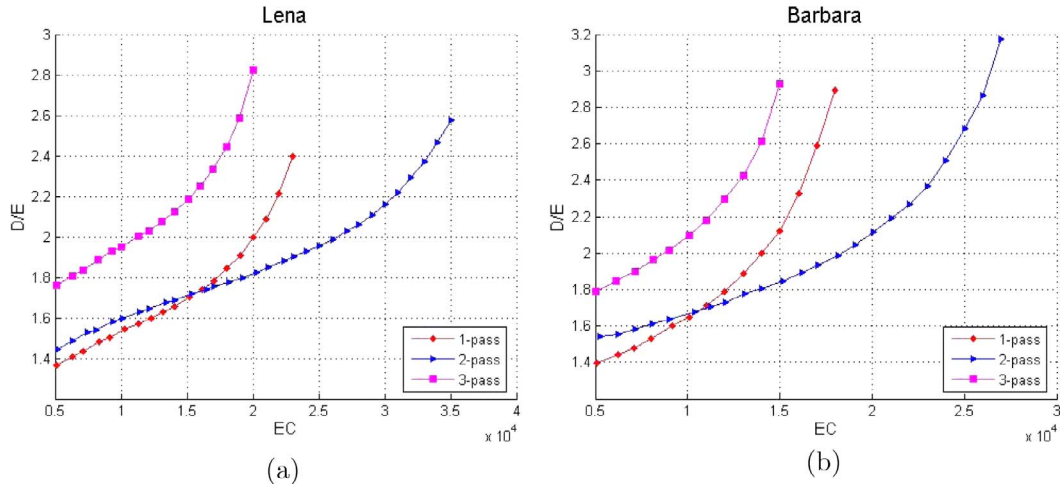 Lena
3
2.8
2.6
2.4
2.2
2
1.8
1.6
1.4
D/E
0.5 1 1.5 2 2.5 3 3.5 4
EC
x 10^4
1-pass
2-pass
3-pass
(a)
Barbara
3.2
3
2.8
2.6
2.4
2.2
2
1.8
1.6
1.4
D/E
0.5 1 1.5 2 2.5 3
EC
x 10^4
1-pass
2-pass
3-pass
(b)